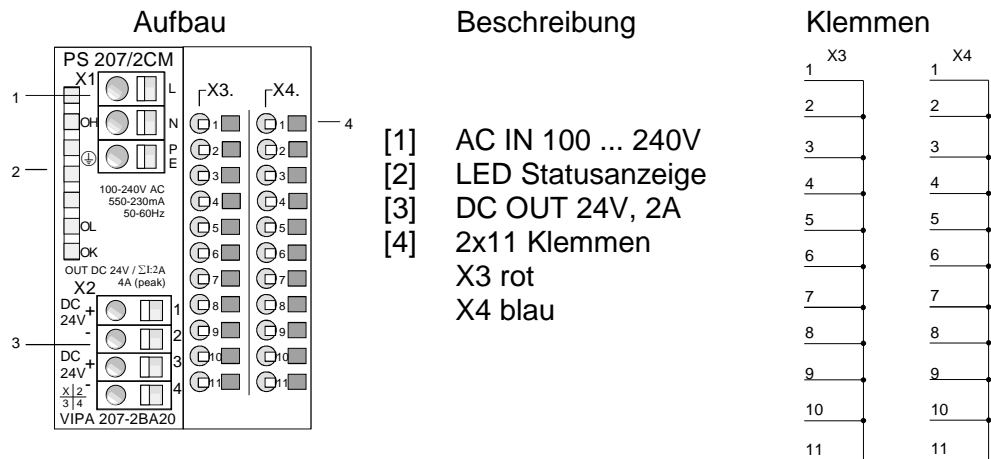 Aufbau
Beschreibung
Klemmen
PS 207/2CM
X1
L
OH
N
P
E
100-240V AC
550-230mA
50-60Hz
OL
OK
OUT DC 24V / ∑I:2A
4A (peak)
X2
DC
24V
+
-
1
2
DC
24V
+
-
3
4
X 2
3 4
VIPA 207-2BA20
X3.
X4.
1 1
2 2
3 3
4 4
5 5
6 6
7 7
8 8
9 9
10 10
11 11
1
2
3
4
[1] AC IN 100 ... 240V
[2] LED Statusanzeige
[3] DC OUT 24V, 2A
[4] 2x11 Klemmen
X3 rot
X4 blau
X3
1
2
3
4
5
6
7
8
9
10
11
X4
1
2
3
4
5
6
7
8
9
10
11